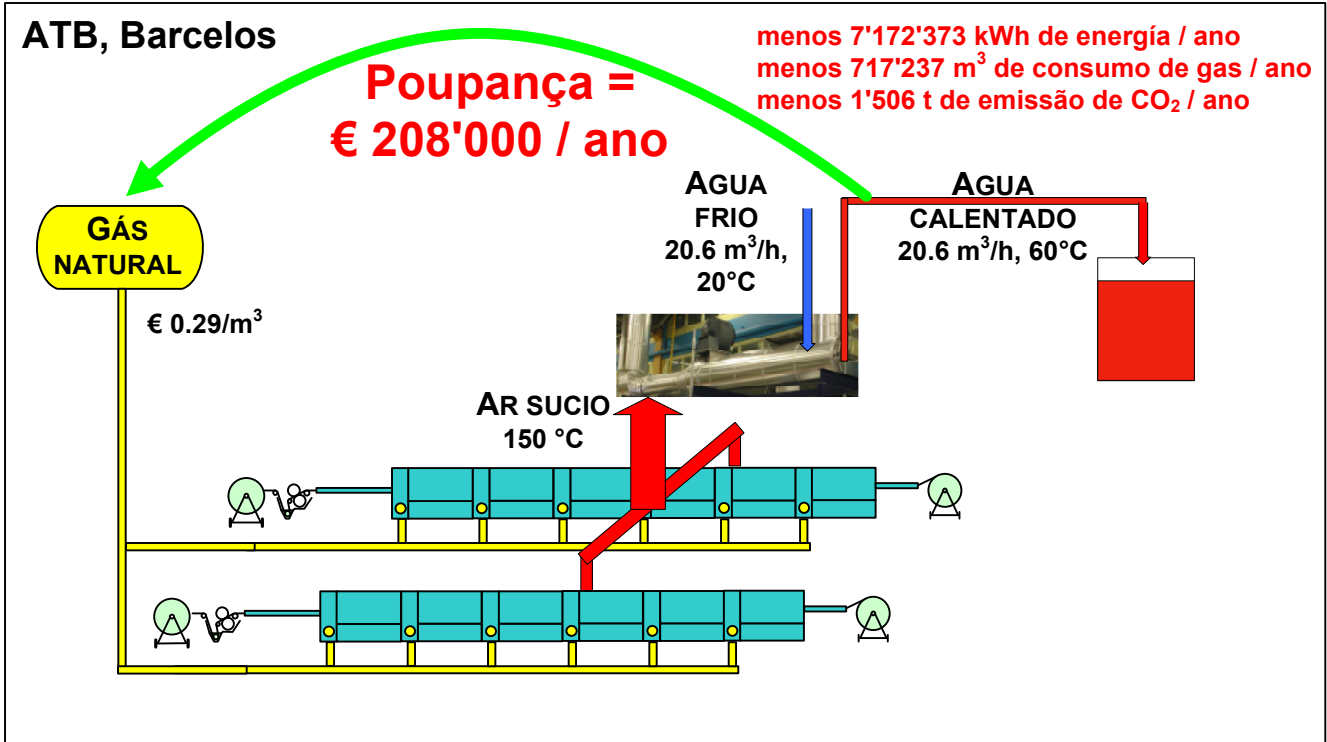 ATB, Barcelos
menos 7'172'373 kWh de energía / ano
menos 717'237 m³ de consumo de gas / ano
menos 1'506 t de emissão de CO₂ / ano
Poupança =
€ 208'000 / ano
AGUA
FRIO
20.6 m³/h,
20°C
AGUA
CALENTADO
20.6 m³/h, 60°C
GÁS
NATURAL
€ 0.29/m³
AR SUCIO
150 °C